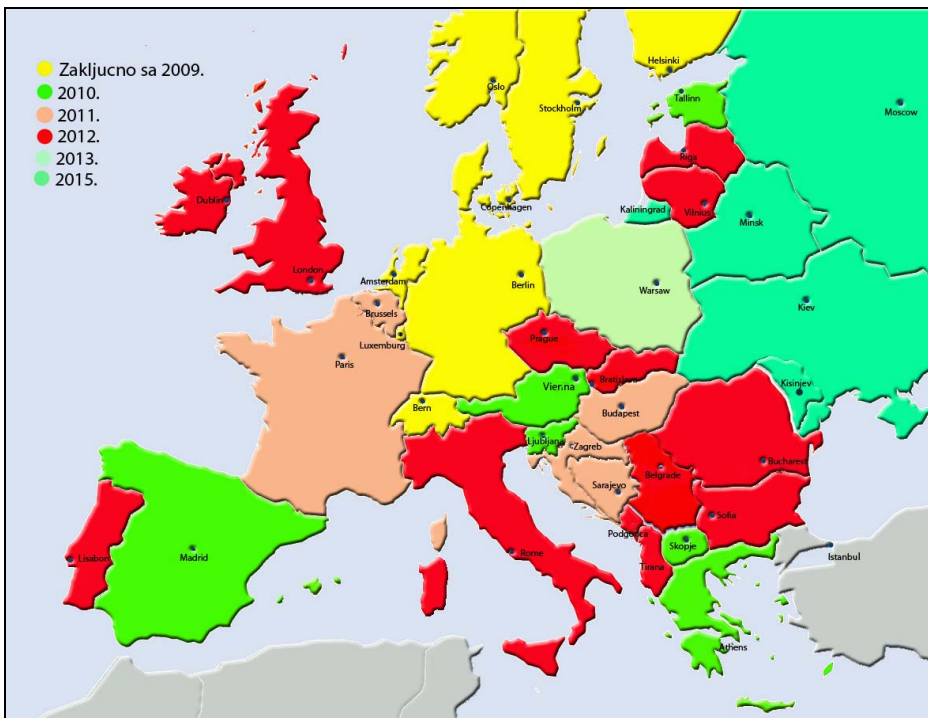 Zakljucno sa 2009.
2010.
2011.
2012.
2013.
2015.
Helsinki
Oslo
Stockholm
Tallinn
Moscow
Riga
Dublin
Copenhagen
Kaliningrad
Vilnius
Minsk
London
Amsterdam
Berlin
Warsaw
Brussels
Kiev
Luxemburg
Prague
Paris
Vienna
Bratislava
Kisinjev
Bern
Budapest
Ljubljana
Zagreb
Bucharest
Belgrade
Sarajevo
Sofia
Podgorica
Lisabon
Madrid
Rome
Skopje
Istanbul
Tirana
Athens